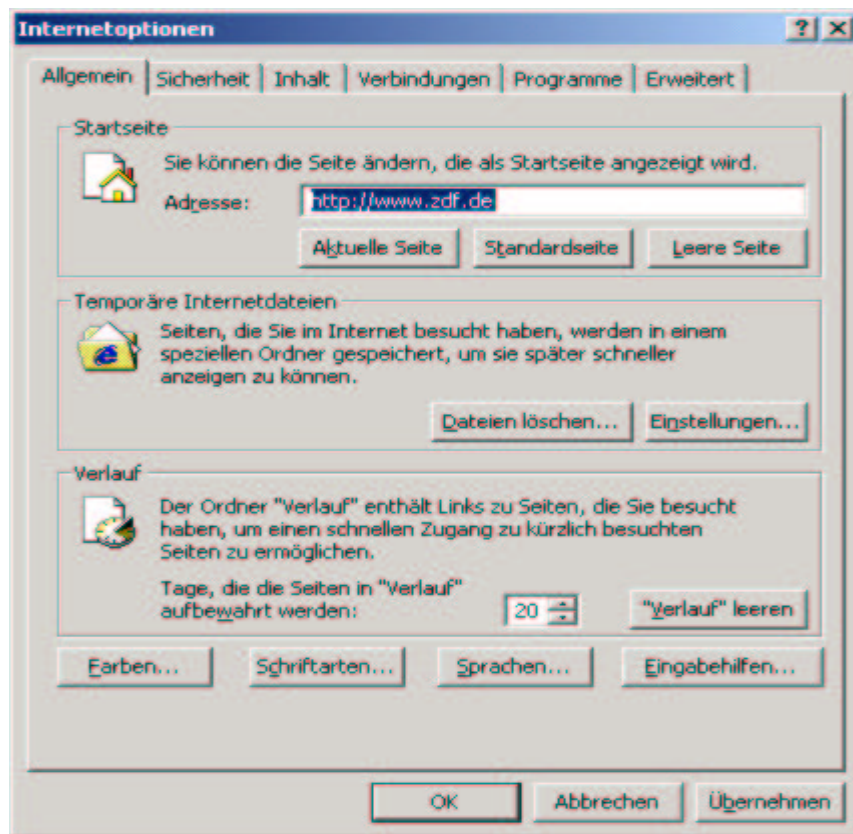 Internetoptionen
Allgemein Sicherheit Inhalt Verbindungen Programme Erweitert
Startseite
Sie können die Seite ändern, die als Startseite angezeigt wird.
Adresse: http://www.zdf.de
Aktuelle Seite Standardseite Leere Seite
Temporäre Internetdateien
Seiten, die Sie im Internet besucht haben, werden in einem
speziellen Ordner gespeichert, um sie später schneller
anzeigen zu können.
Dateien löschen... Einstellungen...
Verlauf
Der Ordner "Verlauf" enthält Links zu Seiten, die Sie besucht
haben, um einen schnellen Zugang zu kürzlich besuchten
Seiten zu ermöglichen.
Tage, die die Seiten in "Verlauf"
aufbewahrt werden: 20 "Verlauf" leeren
Farben... Schriftarten... Sprachen... Eingabehilfen...
OK Abbrechen Übernehmen